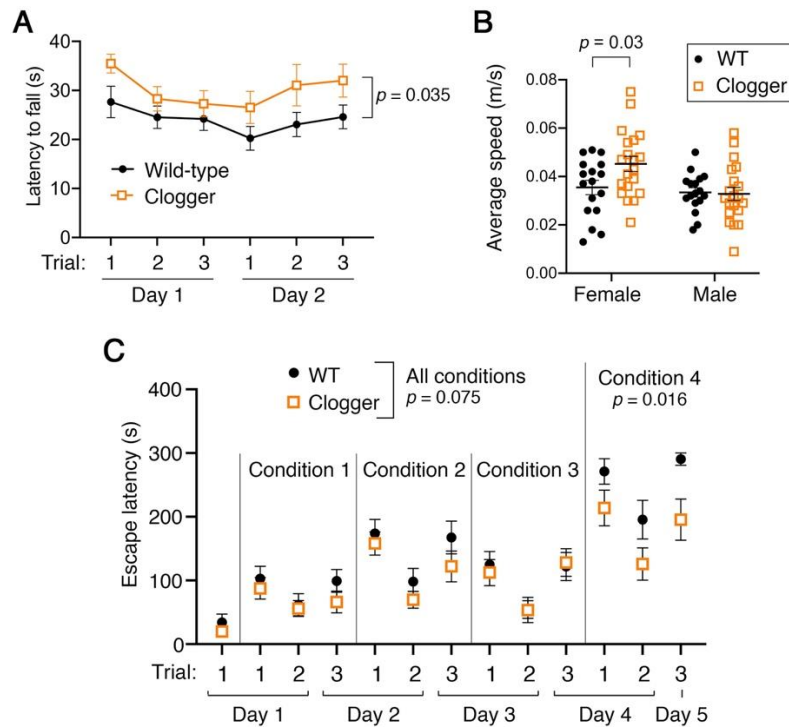 A
Latency to fall (s)
40
30
20
10
0
p = 0.035
Wild-type
Clogger
Trial: 1 2 3 1 2 3
Day 1 Day 2
B
p = 0.03
WT
Clogger
Average speed (m/s)
0.08
0.06
0.04
0.02
0.00
Female Male
C
WT
Clogger
All conditions
p = 0.075
Condition 4
p = 0.016
Escape latency (s)
400
300
200
100
0
Condition 1 Condition 2 Condition 3
Trial: 1 1 2 3 1 2 3 1 2 3 1 2 3
Day 1 Day 2 Day 3 Day 4 Day 5